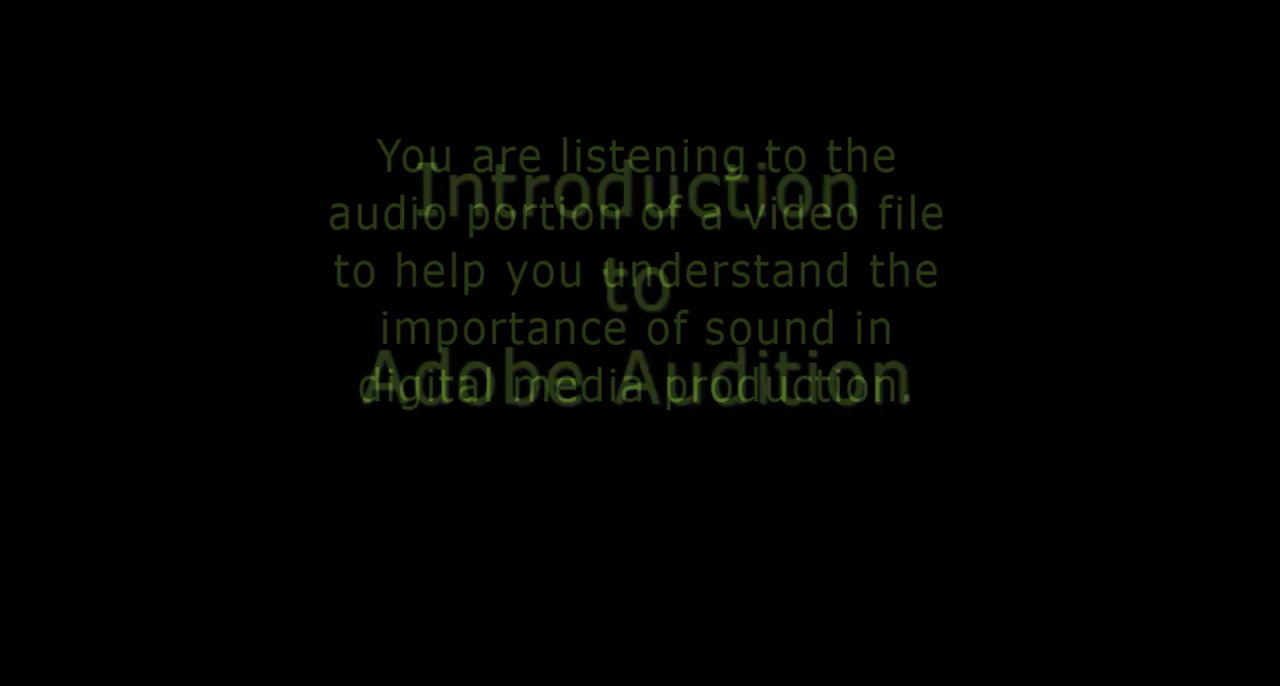 You are listening to the
audio portion of a video file
to help you understand the
importance of sound in
digital media production.
Introduction
to
Adobe Audition